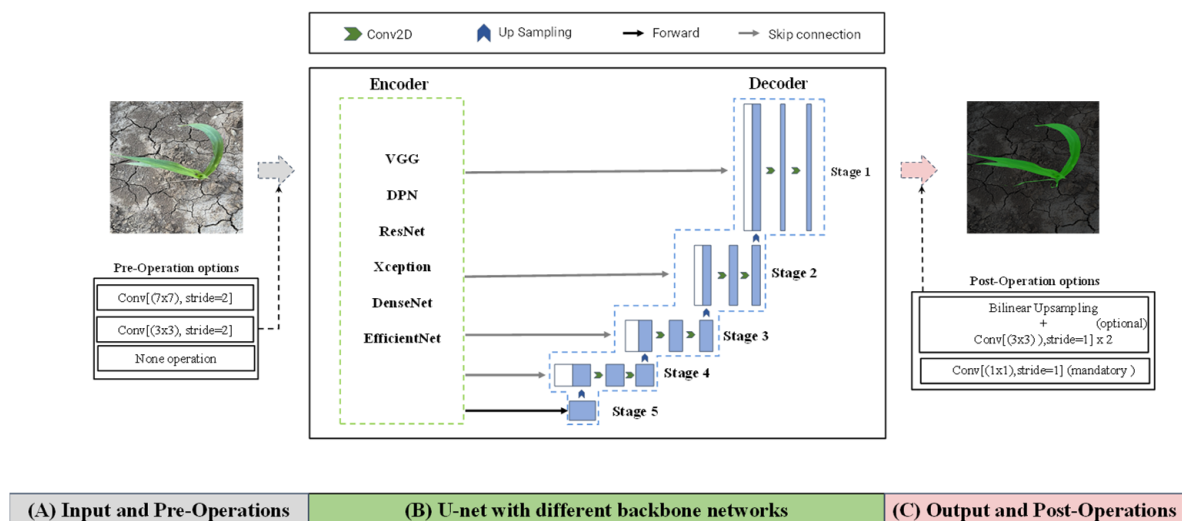 Conv2D
Up Sampling
Forward
Skip connection
Encoder
Decoder
VGG
DPN
ResNet
Xception
DenseNet
EfficientNet
Stage 1
Stage 2
Stage 3
Stage 4
Stage 5
Pre-Operation options
Conv[(7x7), stride=2]
Conv[(3x3), stride=2]
None operation
Post-Operation options
Bilinear Upsampling
+ (optional)
Conv[(3x3) ),stride=1] x 2
Conv[(1x1),stride=1] (mandatory )
(A) Input and Pre-Operations
(B) U-net with different backbone networks
(C) Output and Post-Operations